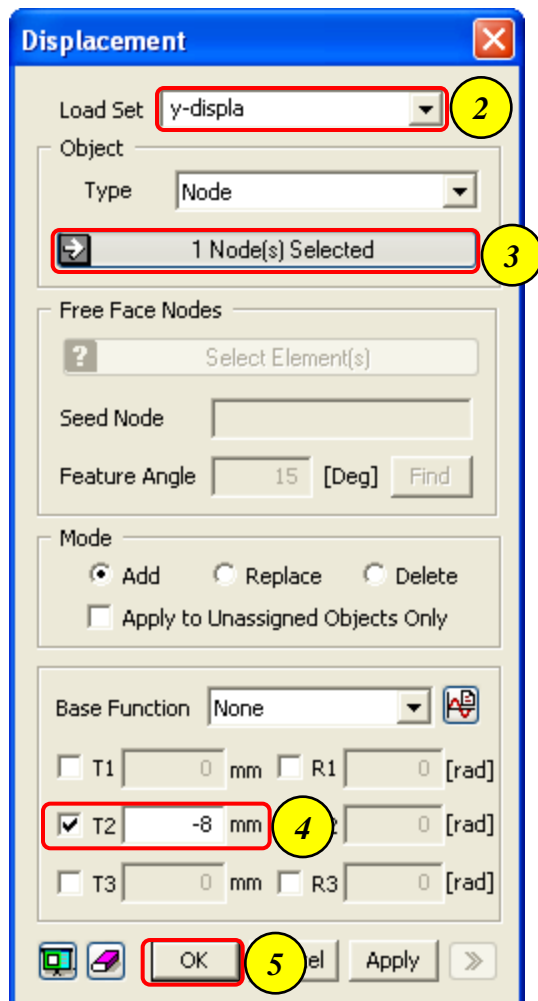 Displacement
Load Set y-displa 2
Object
Type Node
1 Node(s) Selected 3
Free Face Nodes
? Select Element(s)
Seed Node
Feature Angle 15 [Deg] Find
Mode
Add Replace Delete
Apply to Unassigned Objects Only
Base Function None
T1 0 mm R1 0 [rad]
T2 -8 mm 4 0 [rad]
T3 0 mm R3 0 [rad]
OK 5 Apply